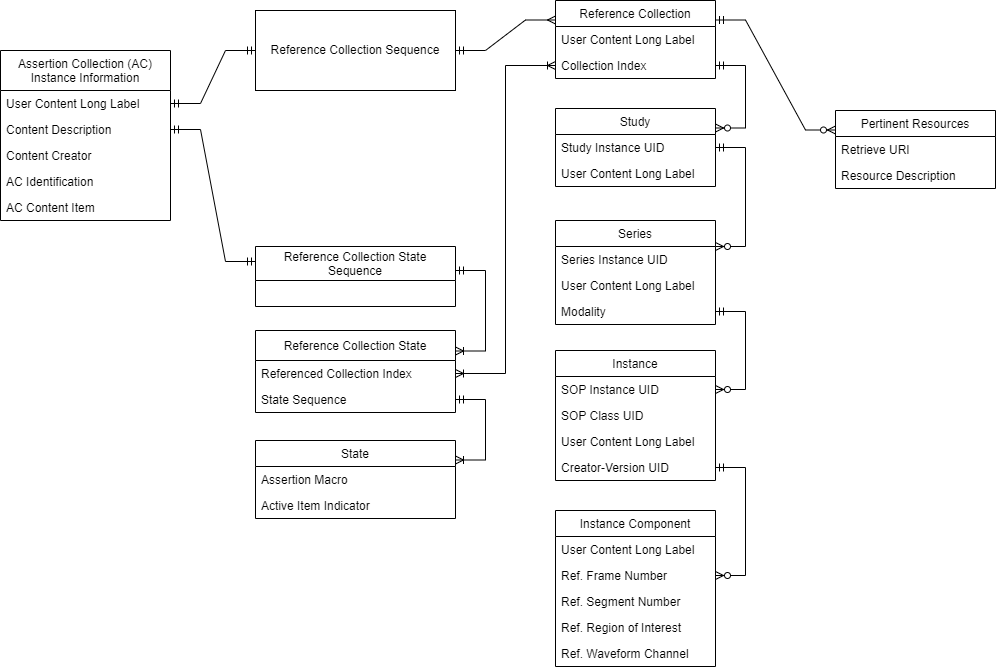 Assertion Collection (AC)
Instance Information
User Content Long Label
Content Description
Content Creator
AC Identification
AC Content Item
Reference Collection Sequence
Reference Collection State
Sequence
Reference Collection State
Referenced Collection Index
State Sequence
State
Assertion Macro
Active Item Indicator
Reference Collection
User Content Long Label
Collection Index
Study
Study Instance UID
User Content Long Label
Series
Series Instance UID
User Content Long Label
Modality
Instance
SOP Instance UID
SOP Class UID
User Content Long Label
Creator-Version UID
Instance Component
User Content Long Label
Ref. Frame Number
Ref. Segment Number
Ref. Region of Interest
Ref. Waveform Channel
Pertinent Resources
Retrieve URI
Resource Description